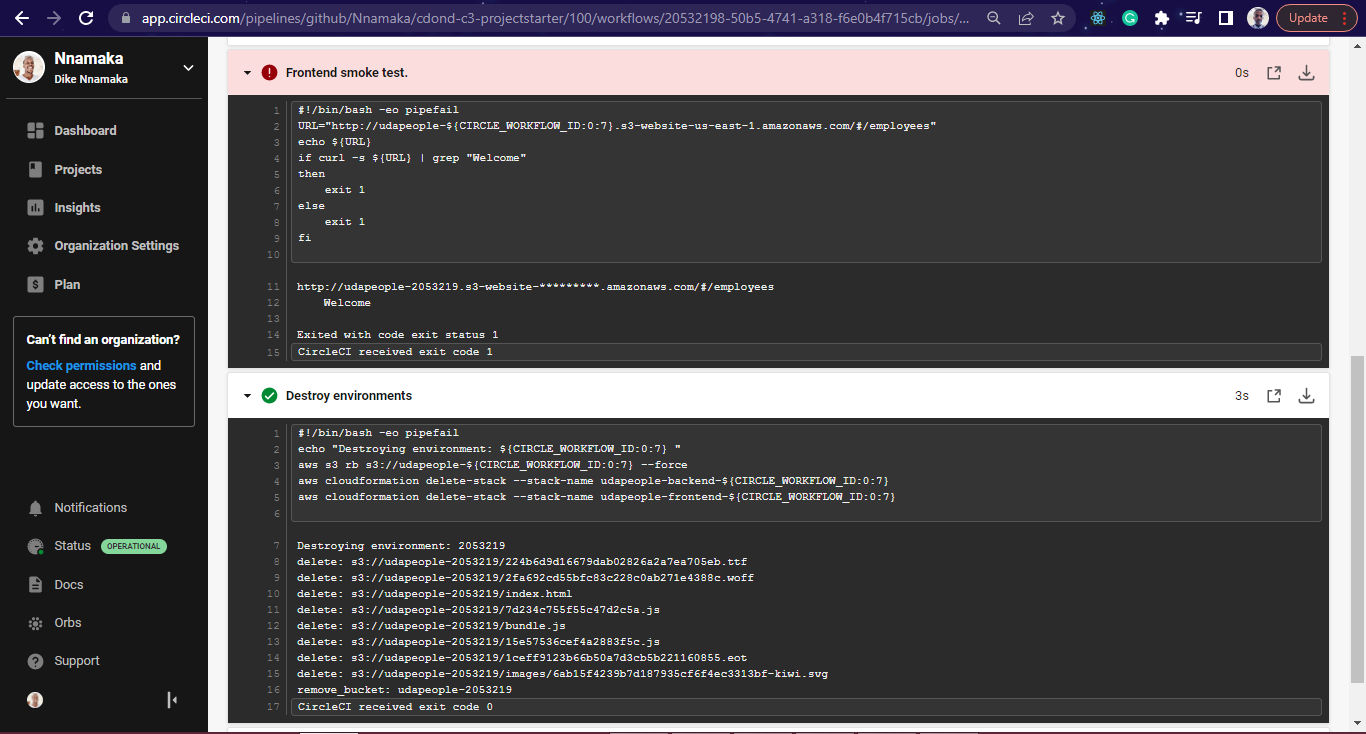 app.circleci.com/pipelines/github/Nnamaka/cdond-c3-projectstarter/100/workflows/20532198-50b5-4741-a318-f6e0b4f715cb/jobs/...
Update
Nnamaka
Dike Nnamaka
Dashboard
Projects
Insights
Organization Settings
Plan
Can't find an organization?
Check permissions and
update access to the ones
you want.
Notifications
Status OPERATIONAL
Docs
Orbs
Support
Frontend smoke test.
0s
1 #!/bin/bash -eo pipefail
2 URL="http://udapeople-${CIRCLE_WORKFLOW_ID:0:7}.s3-website-us-east-1.amazonaws.com/#/employees"
3 echo ${URL}
4 if curl -s ${URL} | grep "Welcome"
5 then
6 exit 1
7 else
8 exit 1
9 fi
10
11 http://udapeople-2053219.s3-website-*********.amazonaws.com/#/employees
12 Welcome
13
14 Exited with code exit status 1
15 CircleCI received exit code 1
Destroy environments
3s
1 #!/bin/bash -eo pipefail
2 echo "Destroying environment: ${CIRCLE_WORKFLOW_ID:0:7} "
3 aws s3 rb s3://udapeople-${CIRCLE_WORKFLOW_ID:0:7} --force
4 aws cloudformation delete-stack --stack-name udapeople-backend-${CIRCLE_WORKFLOW_ID:0:7}
5 aws cloudformation delete-stack --stack-name udapeople-frontend-${CIRCLE_WORKFLOW_ID:0:7}
6
7 Destroying environment: 2053219
8 delete: s3://udapeople-2053219/224b6d9d16679dab02826a2a7ea705eb.ttf
9 delete: s3://udapeople-2053219/2fa692cd55bfc83c228c0ab271e4388c.woff
10 delete: s3://udapeople-2053219/index.html
11 delete: s3://udapeople-2053219/7d234c755f55c47d2c5a.js
12 delete: s3://udapeople-2053219/bundle.js
13 delete: s3://udapeople-2053219/15e57536cef4a2883f5c.js
14 delete: s3://udapeople-2053219/1ceff9123b66b50a7d3cb5b221160855.eot
15 delete: s3://udapeople-2053219/images/6ab15f4239b7d187935cf6f4ec3313bf-kiwi.svg
16 remove_bucket: udapeople-2053219
17 CircleCI received exit code 0